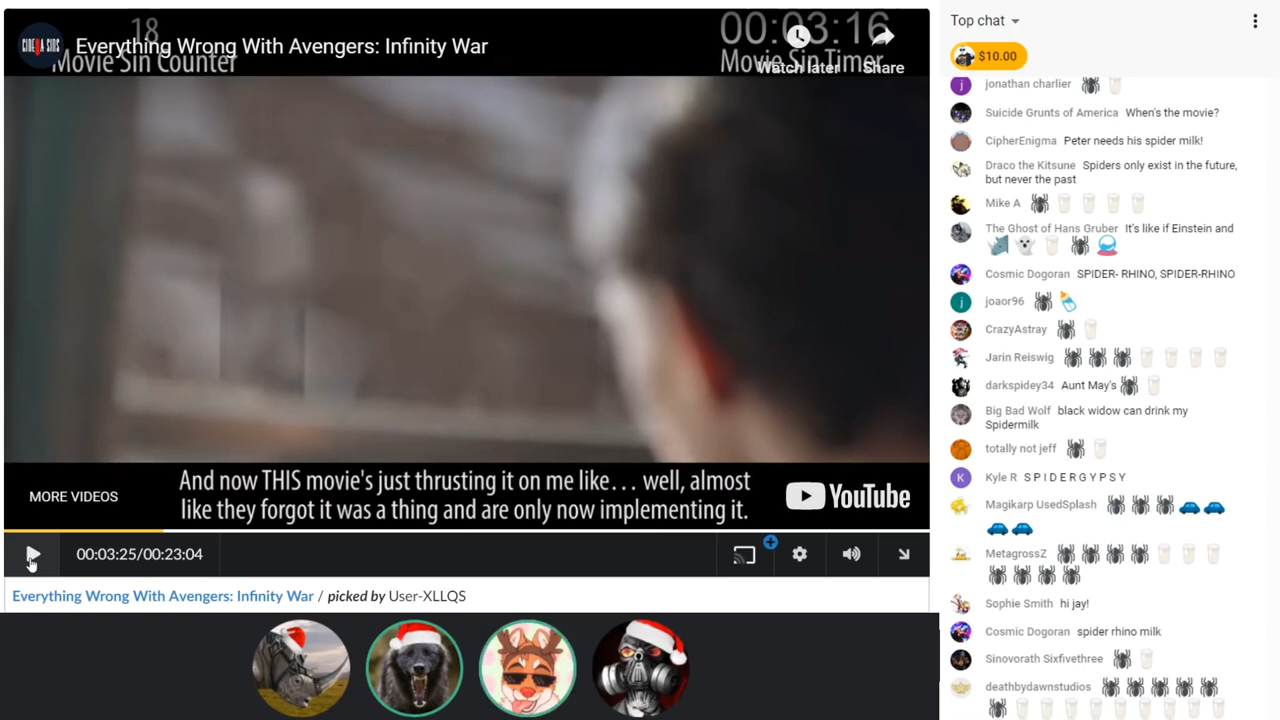 18
00:03:16
CINEMA SINS
Everything Wrong With Avengers: Infinity War
Movie Sin Counter
Movie Sin Timer
Watch later
Share
And now THIS movie's just thrusting it on me like… well, almost
like they forgot it was a thing and are only now implementing it.
MORE VIDEOS
YouTube
00:03:25/00:23:04
Everything Wrong With Avengers: Infinity War / picked by User-XLLQS
Top chat
$10.00
j jonathan charlier 🕷🥛
Suicide Grunts of America When's the movie?
CipherEnigma Peter needs his spider milk!
Draco the Kitsune Spiders only exist in the future,
but never the past
Mike A 🕷🥛🥛🥛🥛
The Ghost of Hans Gruber It's like if Einstein and
🦏👻🥛🕷🔮
Cosmic Dogoran SPIDER- RHINO, SPIDER-RHINO
j joaor96 🕷🍼
CrazyAstray 🕷🥛
Jarin Reiswig 🕷🕷🕷🥛🥛🥛🥛
darkspidey34 Aunt May's 🕷🥛
Big Bad Wolf black widow can drink my
Spidermilk
totally not jeff 🕷🥛
K Kyle R S P I D E R G Y P S Y
Magikarp UsedSplash 🕷🕷🕷🚙🚙
🚙🚙
MetagrossZ 🕷🕷🕷🕷🥛🥛🥛
🕷🕷🕷🕷
Sophie Smith hi jay!
Cosmic Dogoran spider rhino milk
Sinovorath Sixfivethree 🕷🥛
deathbydawnstudios 🕷🕷🕷🕷🕷
🕷🥛🥛🥛🥛🥛🥛🥛🥛